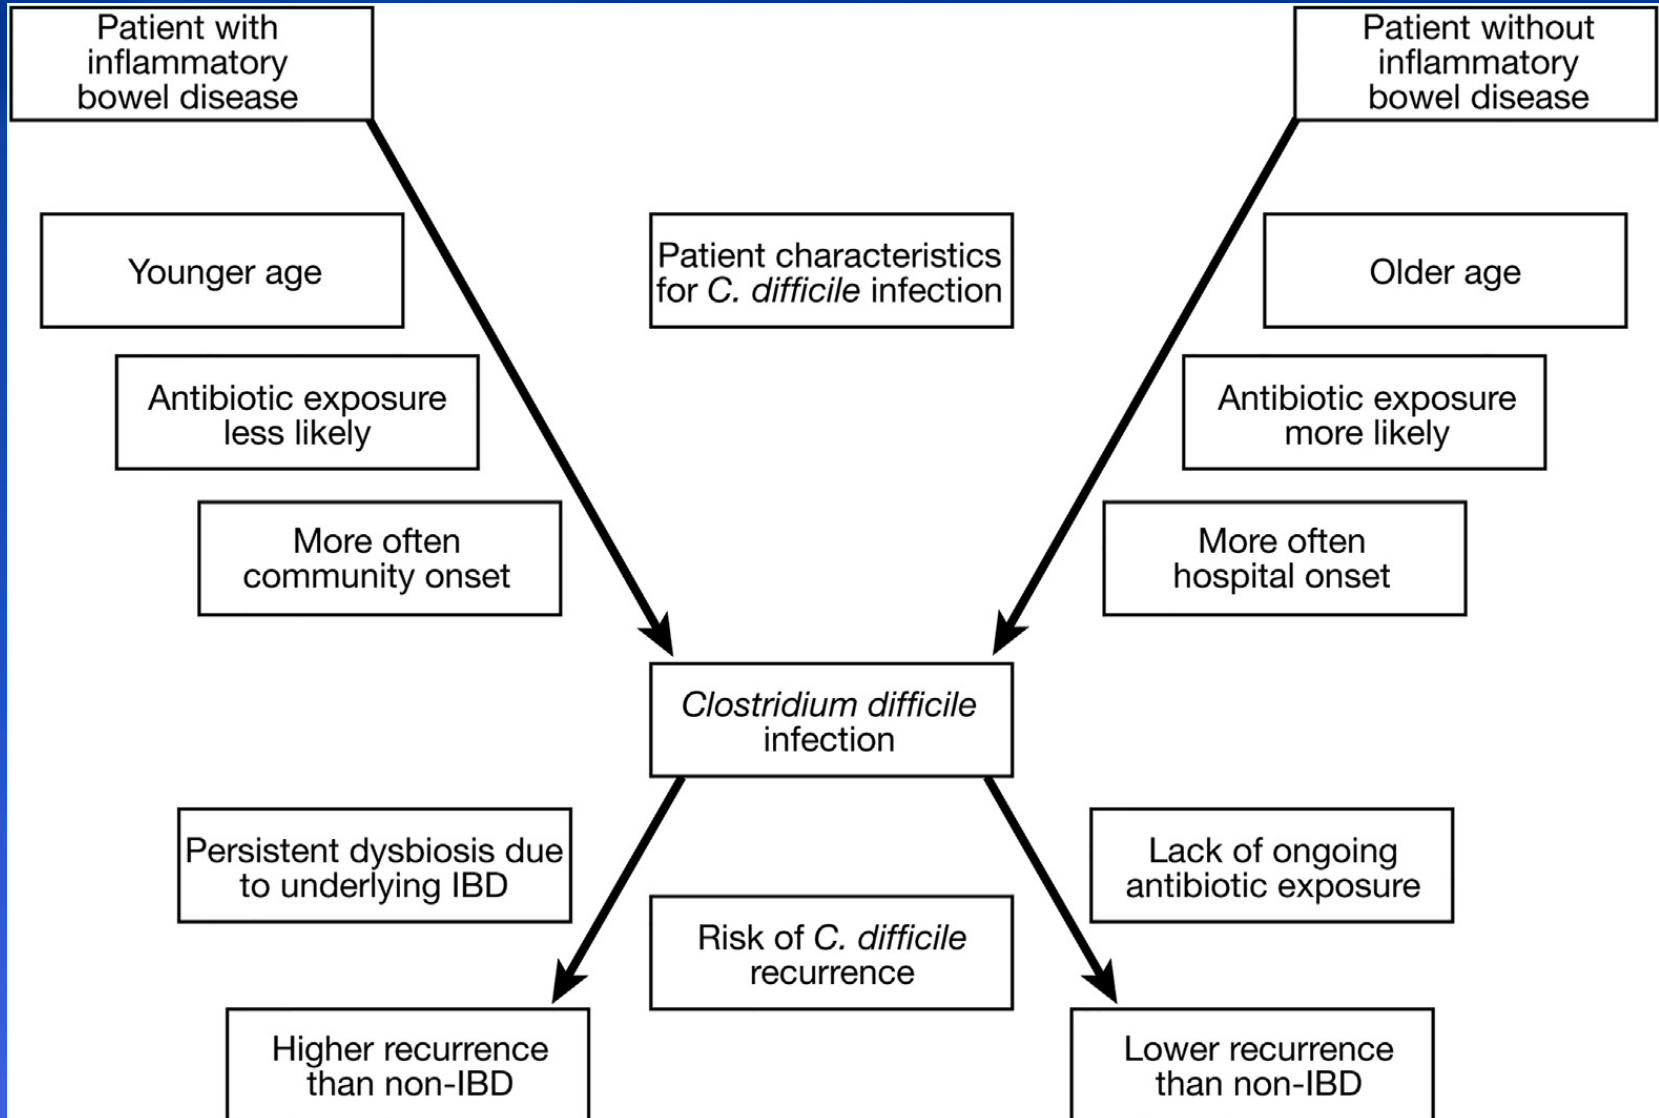 Patient with
inflammatory
bowel disease
Patient without
inflammatory
bowel disease
Younger age
Patient characteristics
for C. difficile infection
Older age
Antibiotic exposure
less likely
Antibiotic exposure
more likely
More often
community onset
More often
hospital onset
Clostridium difficile
infection
Persistent dysbiosis due
to underlying IBD
Lack of ongoing
antibiotic exposure
Risk of C. difficile
recurrence
Higher recurrence
than non-IBD
Lower recurrence
than non-IBD